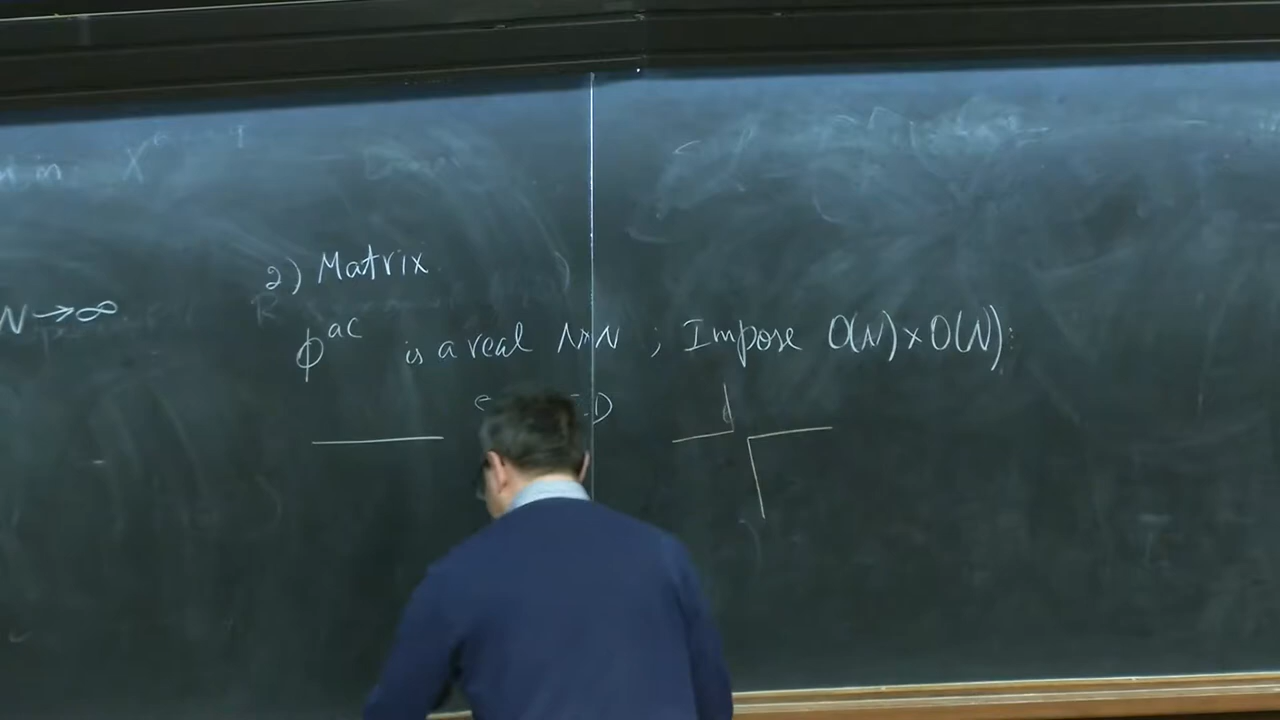 N→∞
2) Matrix
ϕ^{ac} is a real N×N ; Impose O(N)×O(N):